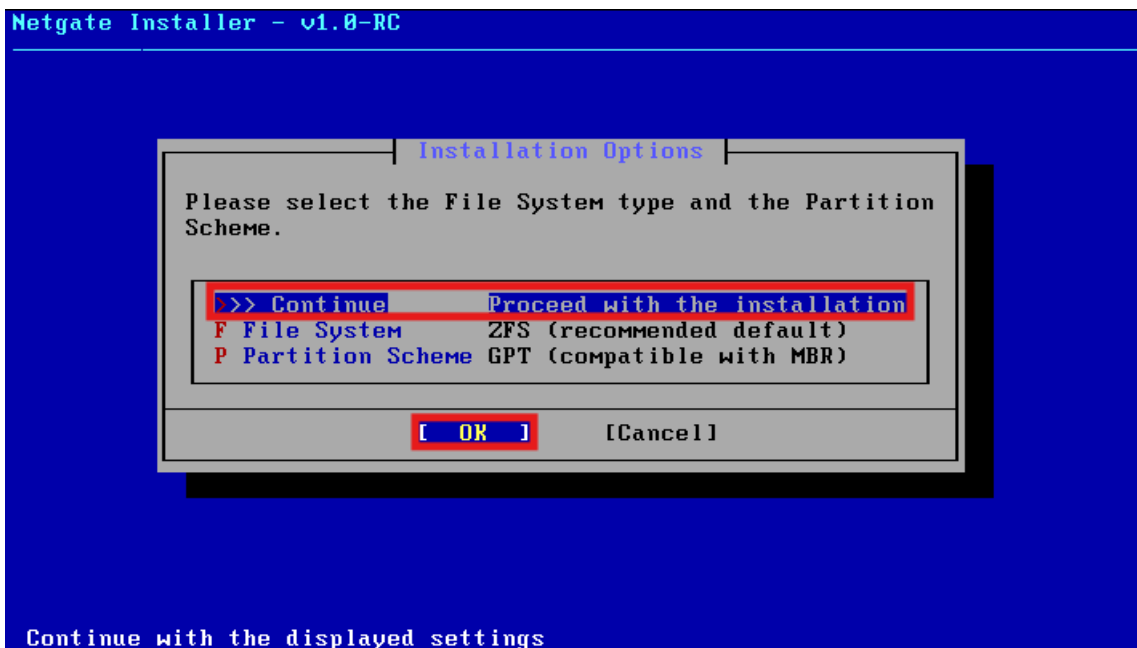 Netgate Installer - v1.0-RC
Installation Options
Please select the File System type and the Partition
Scheme.
>>> Continue Proceed with the installation
F File System ZFS (recommended default)
P Partition Scheme GPT (compatible with MBR)
[ OK ] [Cancel]
Continue with the displayed settings